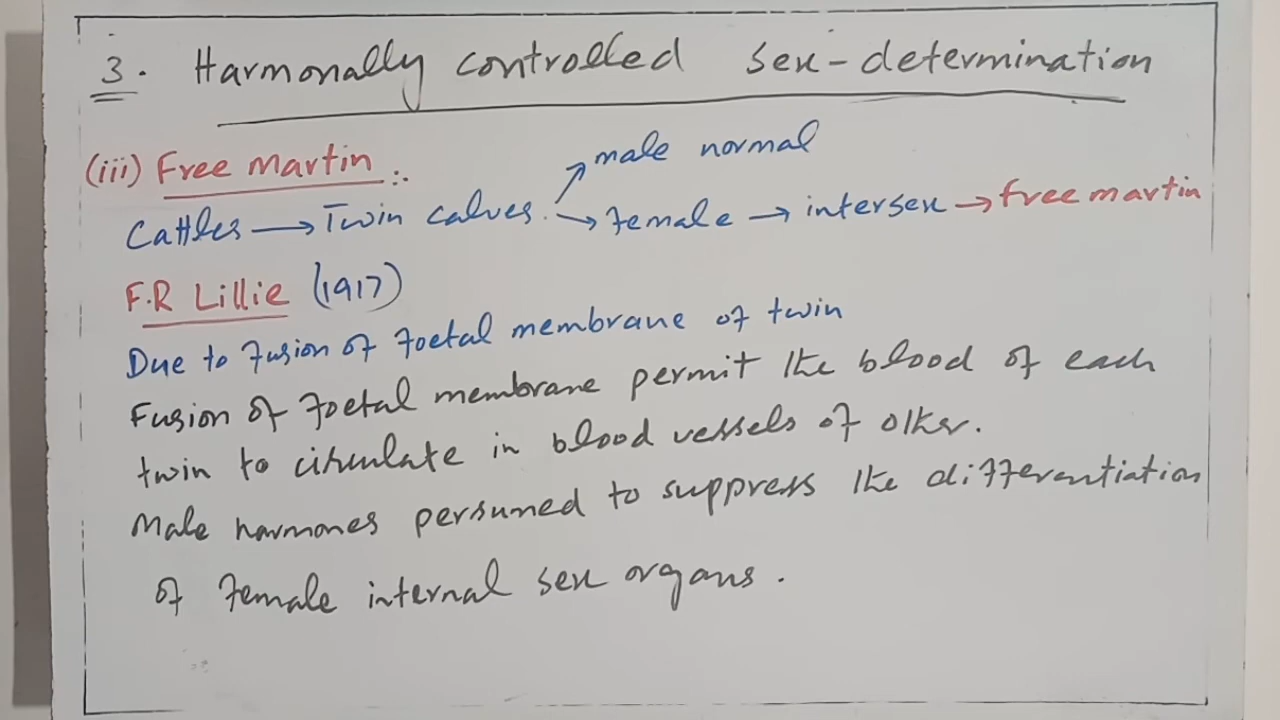 3. Harmonally controlled sex-determination
(iii) Free Martin :.
male normal
Cattles → Twin calves → female → intersex → free martin
F.R Lillie (1917)
Due to fusion of foetal membrane of twin
Fusion of foetal membrane permit the blood of each
twin to circulate in blood vessels of other.
Male harmones persumed to suppress the differentiation
of female internal sex organs.